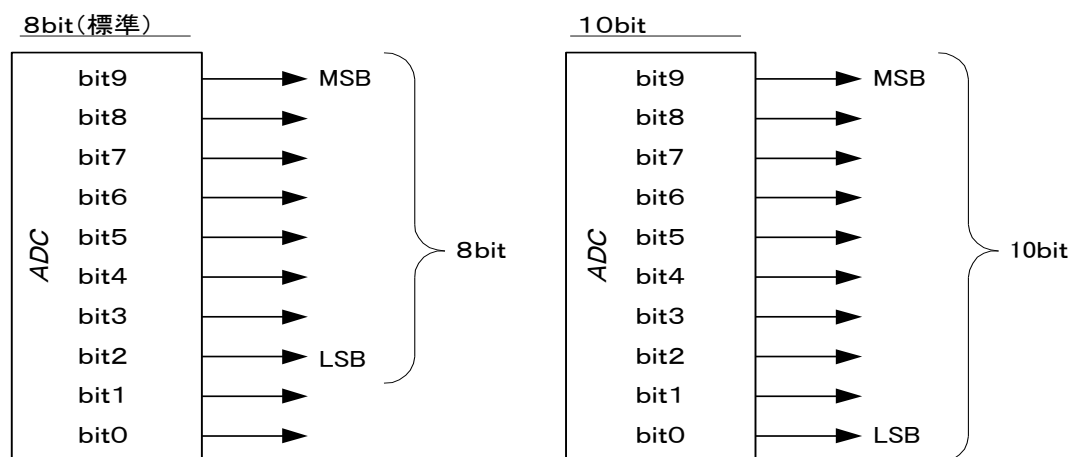 8bit(標準)
bit9
MSB
bit8
bit7
bit6
bit5
bit4
bit3
bit2
LSB
bit1
bit0
ADC
8bit
10bit
bit9
MSB
bit8
bit7
bit6
bit5
bit4
bit3
bit2
bit1
bit0
LSB
ADC
10bit